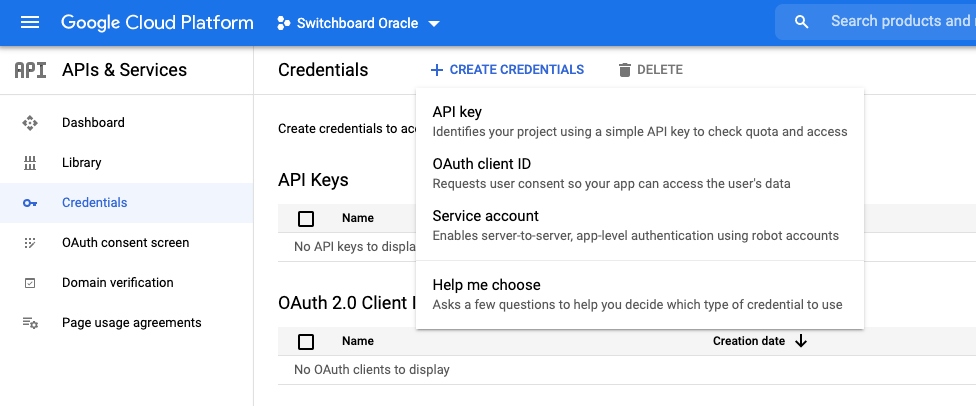 Google Cloud Platform
Switchboard Oracle
Search products and
API
APIs & Services
Dashboard
Library
Credentials
OAuth consent screen
Domain verification
Page usage agreements
Credentials
+ CREATE CREDENTIALS
DELETE
Create credentials to acc
API key
Identifies your project using a simple API key to check quota and access
OAuth client ID
Requests user consent so your app can access the user's data
Service account
Enables server-to-server, app-level authentication using robot accounts
Help me choose
Asks a few questions to help you decide which type of credential to use
API Keys
Name
No API keys to displa
OAuth 2.0 Client I
Name
Creation date
No OAuth clients to display